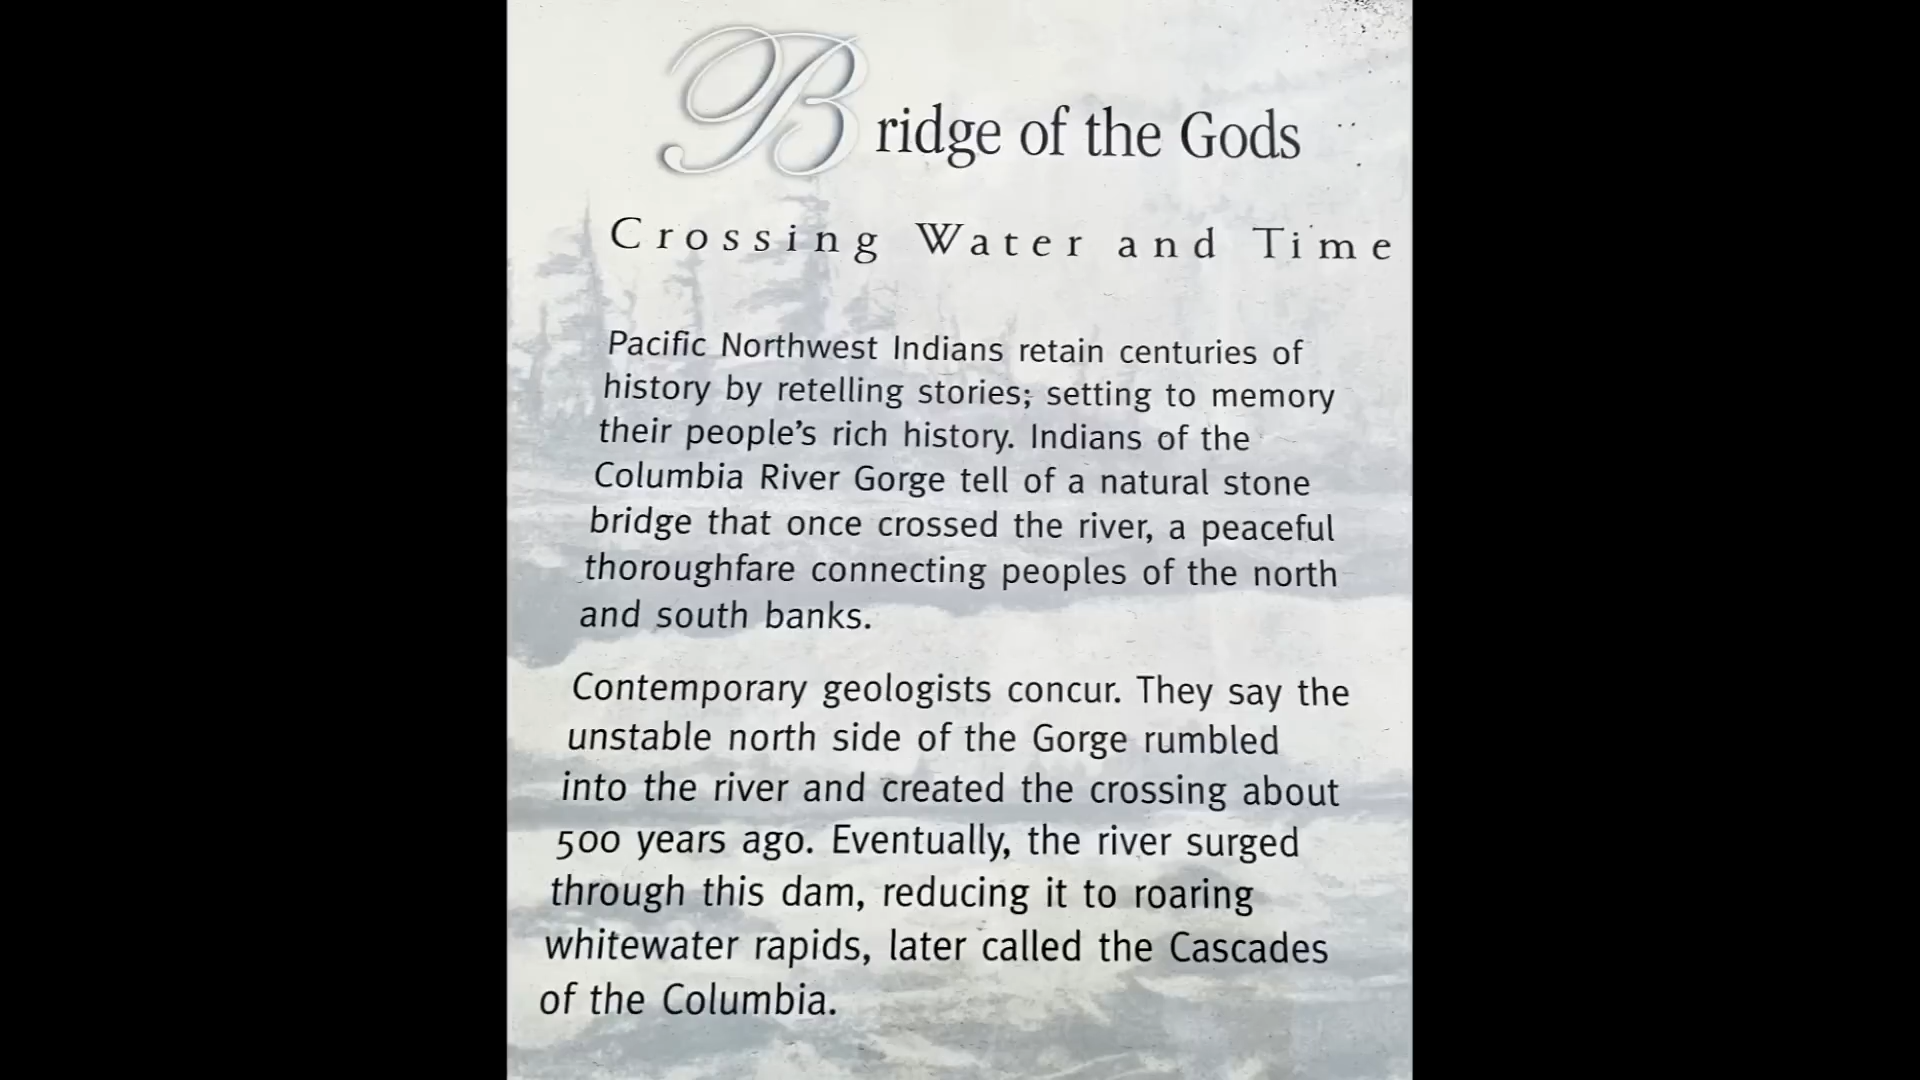 Bridge of the Gods
Crossing Water and Time
Pacific Northwest Indians retain centuries of
history by retelling stories; setting to memory
their people's rich history. Indians of the
Columbia River Gorge tell of a natural stone
bridge that once crossed the river, a peaceful
thoroughfare connecting peoples of the north
and south banks.
Contemporary geologists concur. They say the
unstable north side of the Gorge rumbled
into the river and created the crossing about
500 years ago. Eventually, the river surged
through this dam, reducing it to roaring
whitewater rapids, later called the Cascades
of the Columbia.